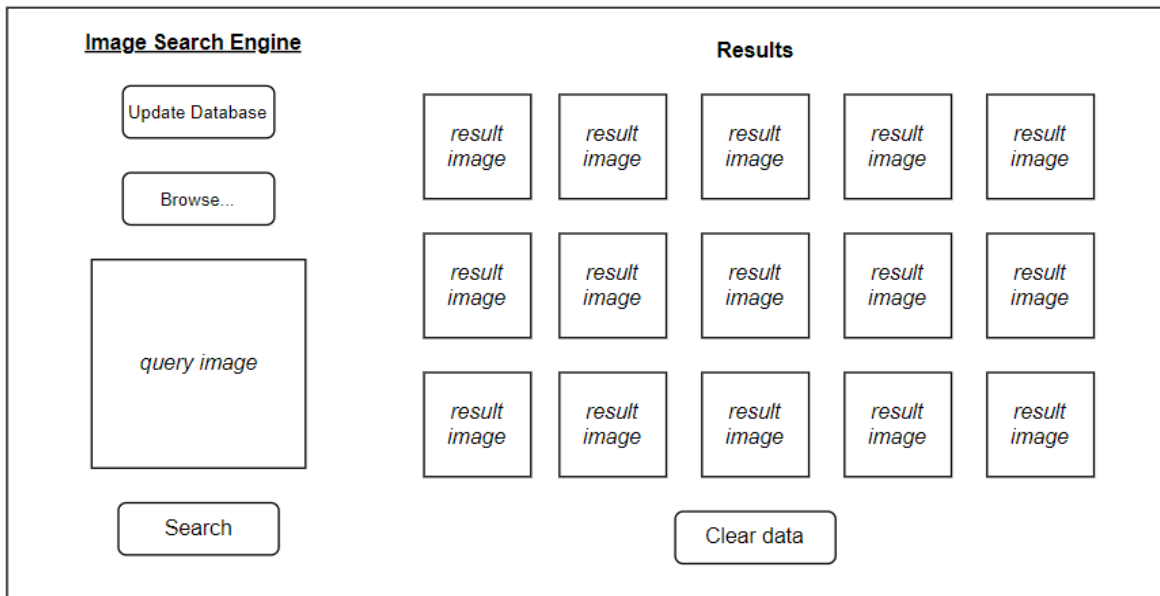 Image Search Engine
Update Database
Browse...
query image
Search
Results
result
image
result
image
result
image
result
image
result
image
result
image
result
image
result
image
result
image
result
image
result
image
result
image
result
image
result
image
result
image
Clear data